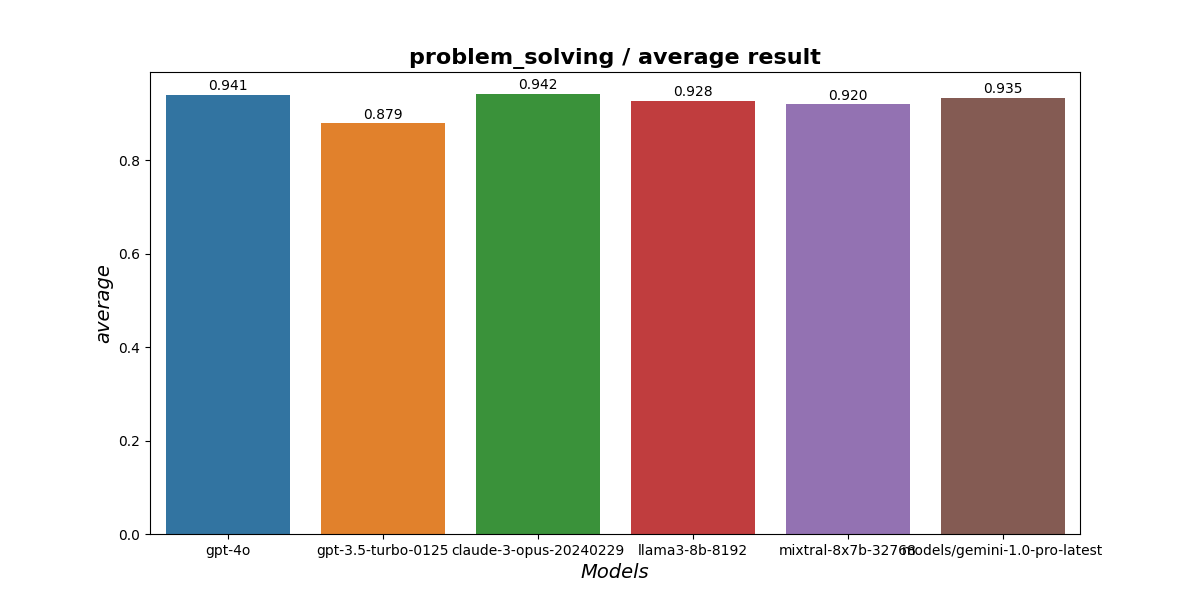 problem_solving / average result
0.941
0.879
0.942
0.928
0.920
0.935
average
0.8
0.6
0.4
0.2
0.0
gpt-4o
gpt-3.5-turbo-0125
claude-3-opus-20240229
llama3-8b-8192
mixtral-8x7b-32768
models/gemini-1.0-pro-latest
Models